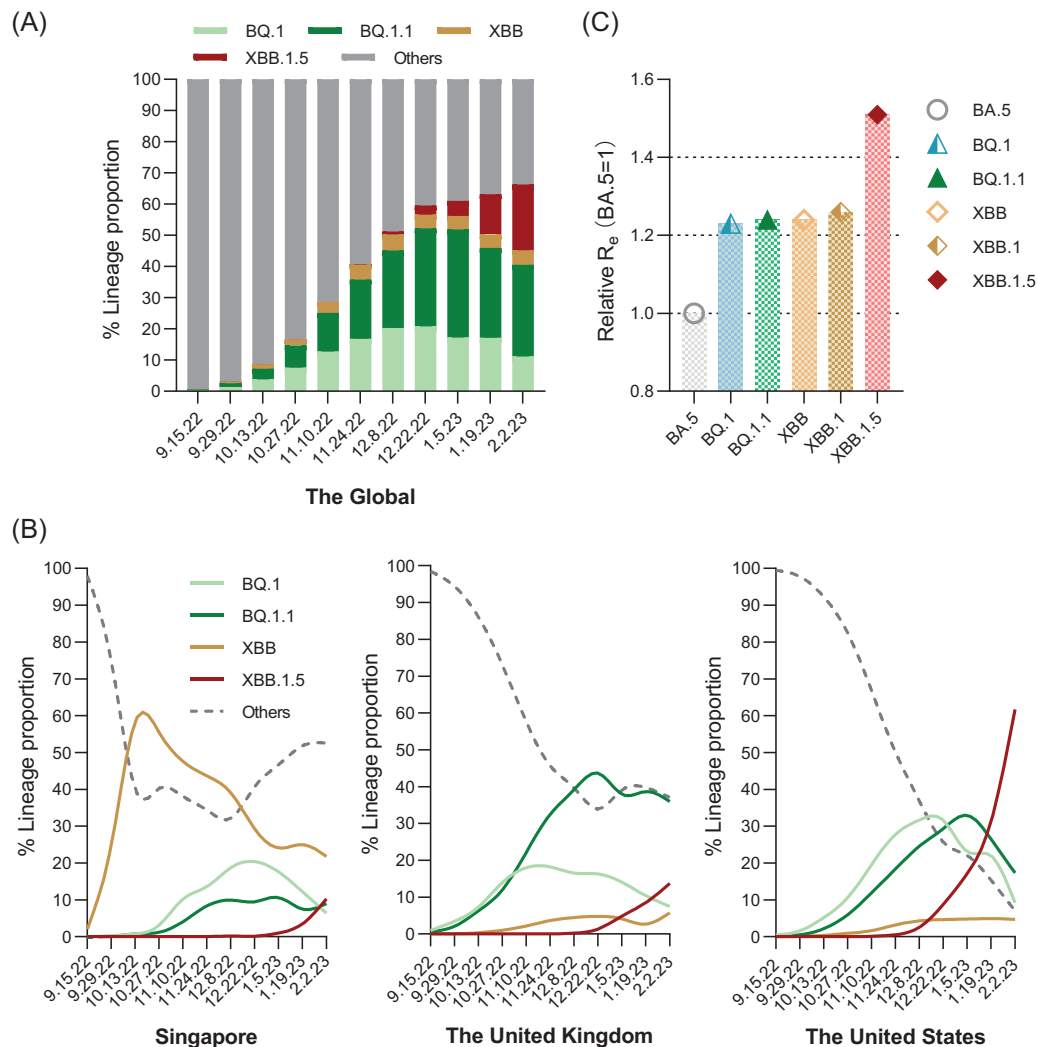 (A)
BQ.1 BQ.1.1 XBB
XBB.1.5 Others
% Lineage proportion
100
90
80
70
60
50
40
30
20
10
0
9.15.22 9.29.22 10.13.22 10.27.22 11.10.22 11.24.22 12.8.22 12.22.22 1.5.23 1.19.23 2.2.23
The Global
(C)
Relative Re (BA.5=1)
1.6
1.4
1.2
1.0
0.8
BA.5 BQ.1 BQ.1.1 XBB XBB.1 XBB.1.5
BA.5
BQ.1
BQ.1.1
XBB
XBB.1
XBB.1.5
(B)
% Lineage proportion
100
90
80
70
60
50
40
30
20
10
0
BQ.1
BQ.1.1
XBB
XBB.1.5
Others
9.15.22 9.29.22 10.13.22 10.27.22 11.10.22 11.24.22 12.8.22 12.22.22 1.5.23 1.19.23 2.2.23
Singapore
% Lineage proportion
100
90
80
70
60
50
40
30
20
10
0
9.15.22 9.29.22 10.13.22 10.27.22 11.10.22 11.24.22 12.8.22 12.22.22 1.5.23 1.19.23 2.2.23
The United Kingdom
% Lineage proportion
100
90
80
70
60
50
40
30
20
10
0
9.15.22 9.29.22 10.13.22 10.27.22 11.10.22 11.24.22 12.8.22 12.22.22 1.5.23 1.19.23 2.2.23
The United States